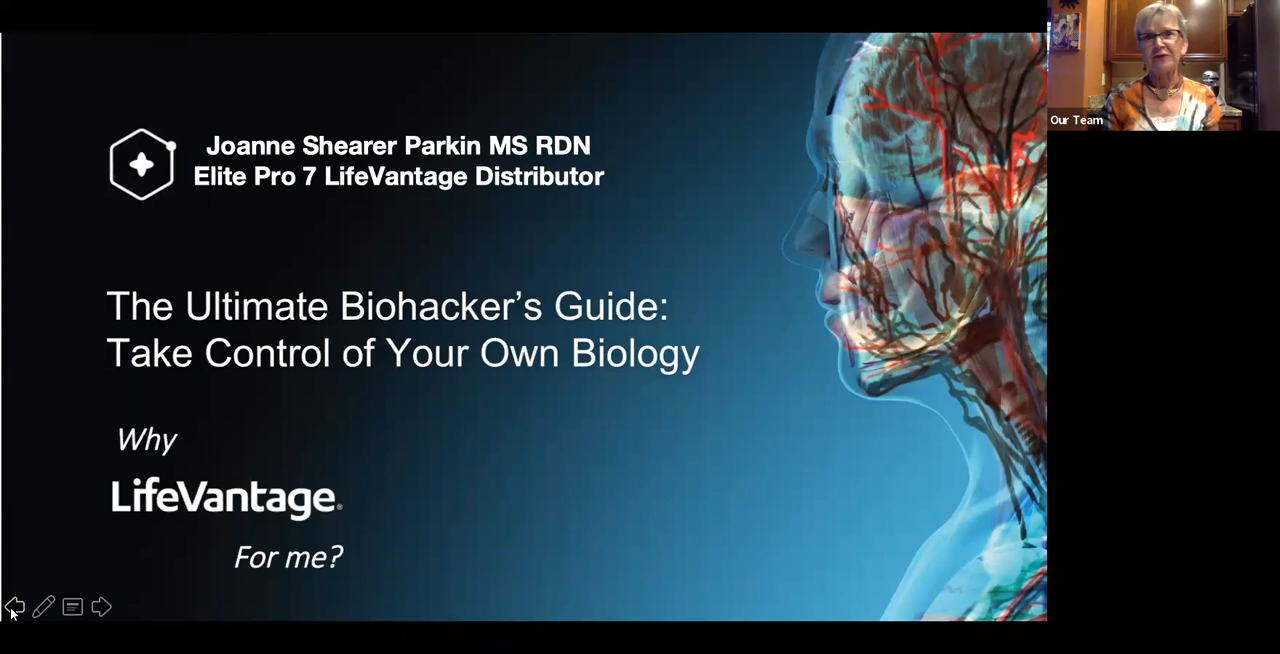 Joanne Shearer Parkin MS RDN
Elite Pro 7 LifeVantage Distributor
The Ultimate Biohacker’s Guide:
Take Control of Your Own Biology
Why
LifeVantage®
For me?
Our Team